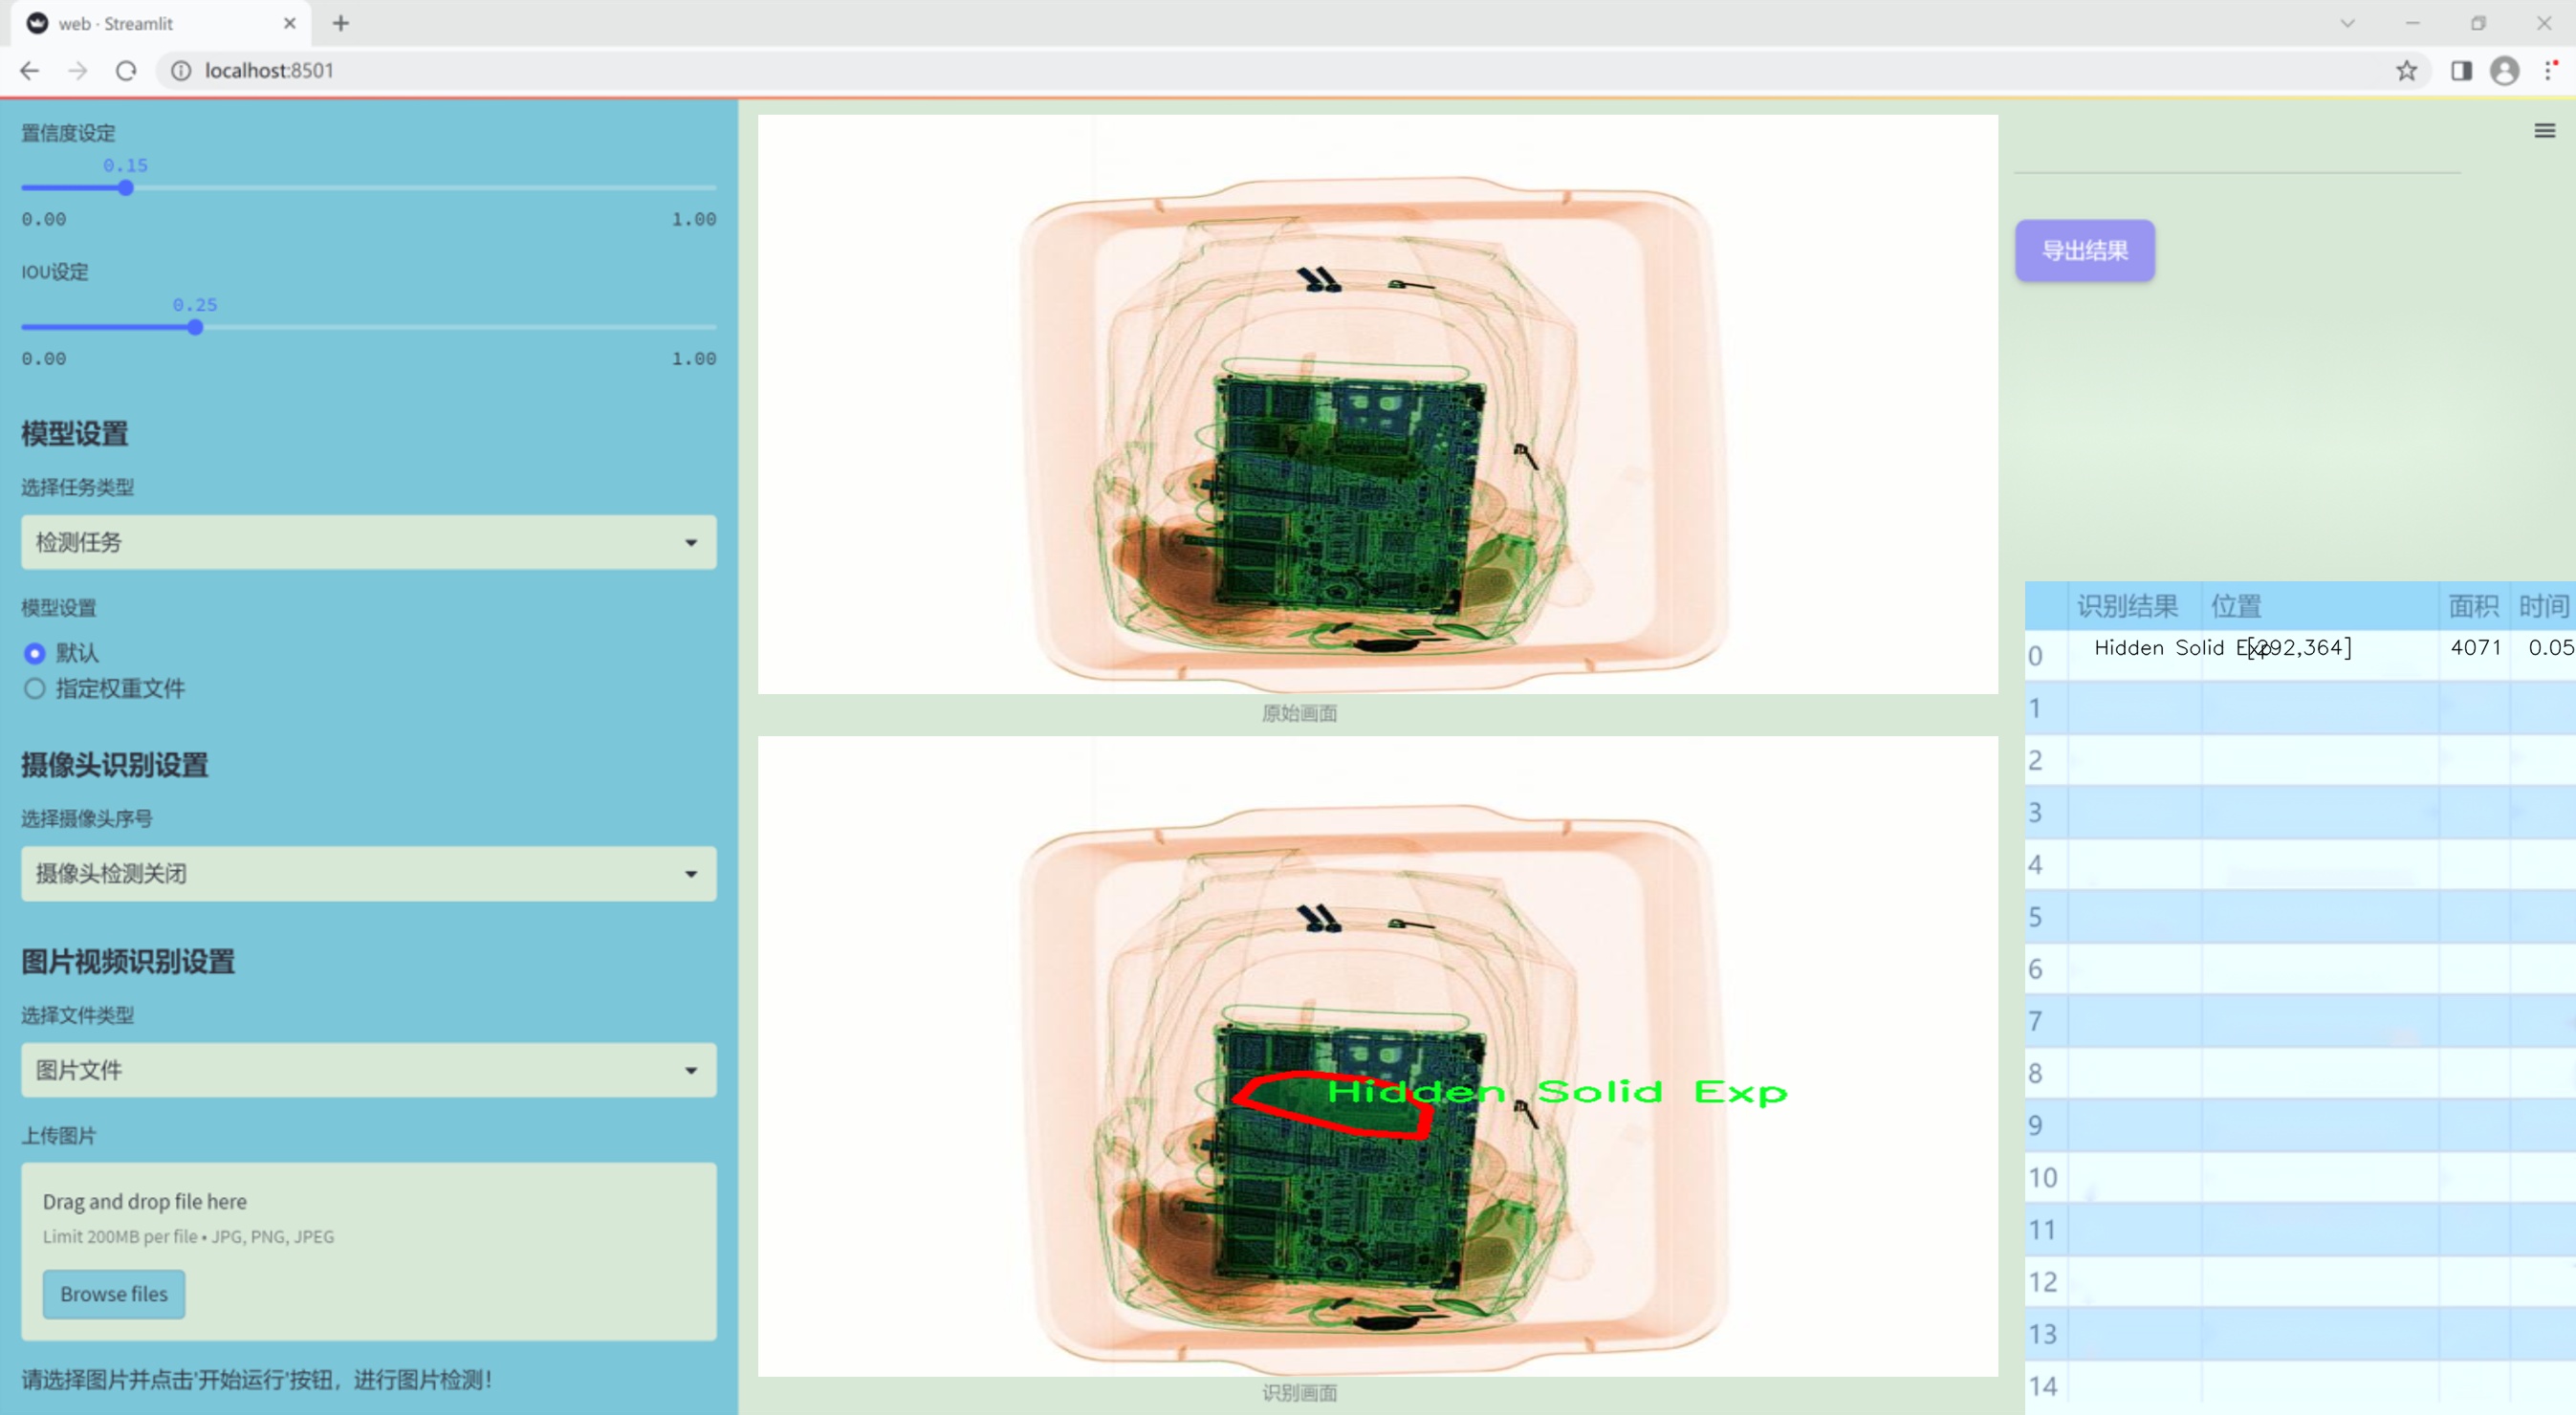 web · Streamlit
localhost:8501
置信度设定
0.15
0.00 1.00
IOU设定
0.25
0.00 1.00
模型设置
选择任务类型
检测任务
模型设置
默认
指定权重文件
摄像头识别设置
选择摄像头序号
摄像头检测关闭
图片视频识别设置
选择文件类型
图片文件
上传图片
Drag and drop file here
Limit 200MB per file • JPG, PNG, JPEG
Browse files
请选择图片并点击'开始运行'按钮，进行图片检测！
原始画面
Hidden Solid Exp
识别画面
导出结果
识别结果 位置 面积 时间
0 Hidden Solid Exp [292,364] 4071 0.05
1
2
3
4
5
6
7
8
9
10
11
12
13
14